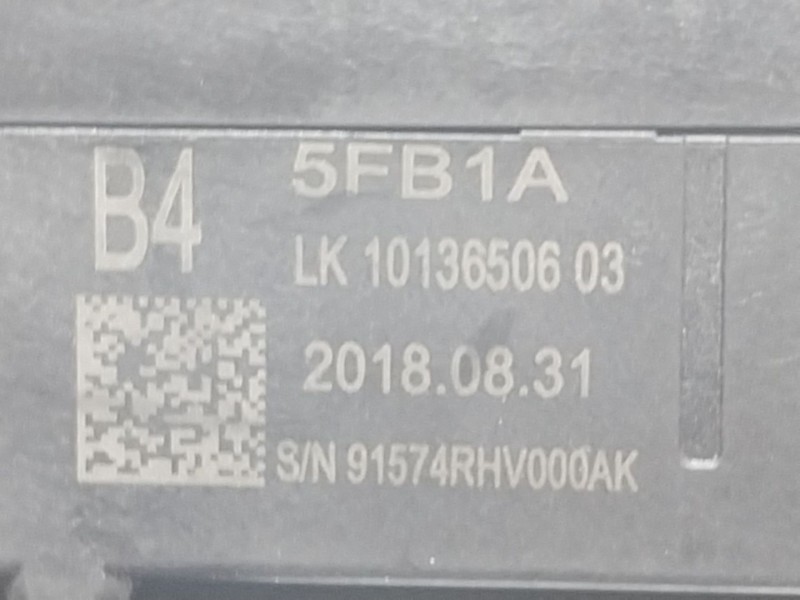 B4
5FB1A
LK 10136506 03
2018.08.31
S/N 91574RHV000AK